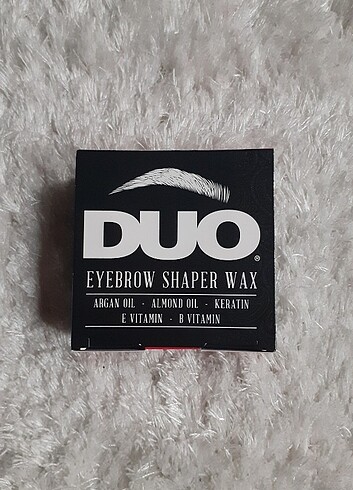 DUO®
EYEBROW SHAPER WAX
ARGAN OIL · ALMOND OIL · KERATIN
E VITAMIN · B VITAMIN